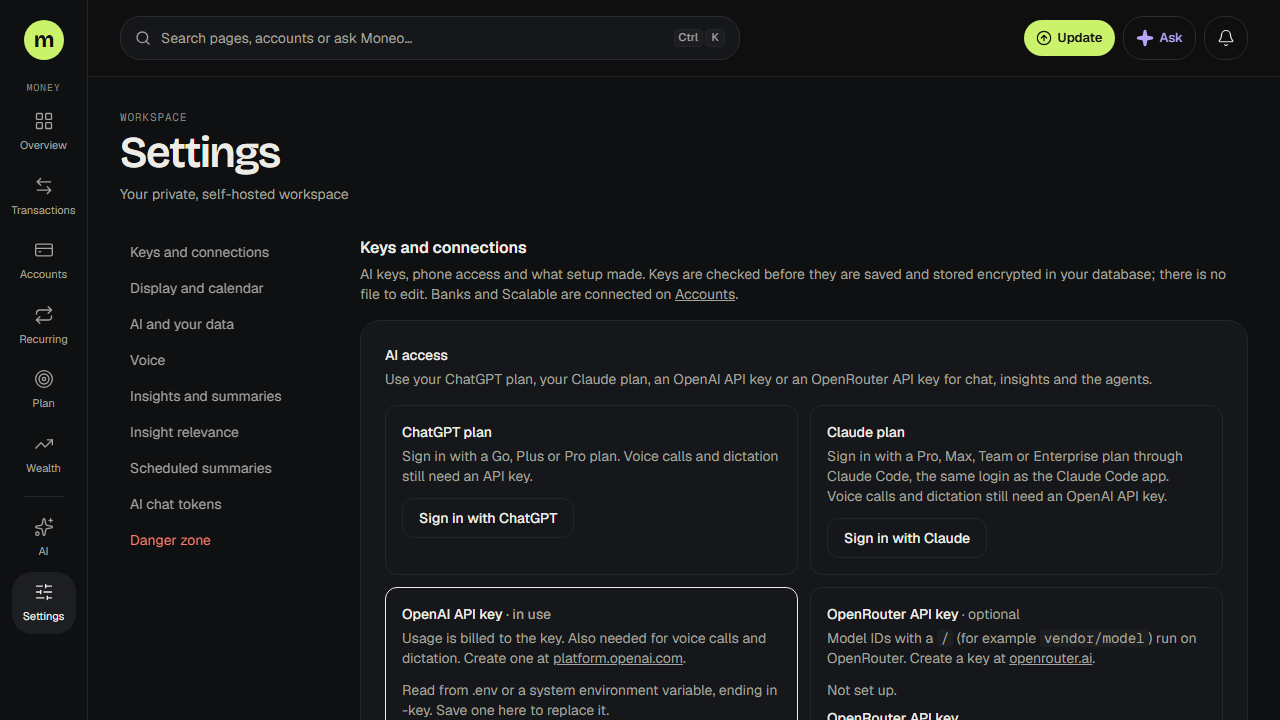 m
Search pages, accounts or ask Moneo...
Ctrl K
Update
Ask
MONEY
Overview
Transactions
Accounts
Recurring
Plan
Wealth
AI
Settings
WORKSPACE
Settings
Your private, self-hosted workspace
Keys and connections
Display and calendar
AI and your data
Voice
Insights and summaries
Insight relevance
Scheduled summaries
AI chat tokens
Danger zone
Keys and connections
AI keys, phone access and what setup made. Keys are checked before they are saved and stored encrypted in your database; there is no
file to edit. Banks and Scalable are connected on Accounts.
AI access
Use your ChatGPT plan, your Claude plan, an OpenAI API key or an OpenRouter API key for chat, insights and the agents.
ChatGPT plan
Sign in with a Go, Plus or Pro plan. Voice calls and dictation
still need an API key.
Sign in with ChatGPT
Claude plan
Sign in with a Pro, Max, Team or Enterprise plan through
Claude Code, the same login as the Claude Code app.
Voice calls and dictation still need an OpenAI API key.
Sign in with Claude
OpenAI API key · in use
Usage is billed to the key. Also needed for voice calls and
dictation. Create one at platform.openai.com.
Read from .env or a system environment variable, ending in
-key. Save one here to replace it.
OpenRouter API key · optional
Model IDs with a / (for example vendor/model) run on
OpenRouter. Create a key at openrouter.ai.
Not set up.
OpenRouter API key